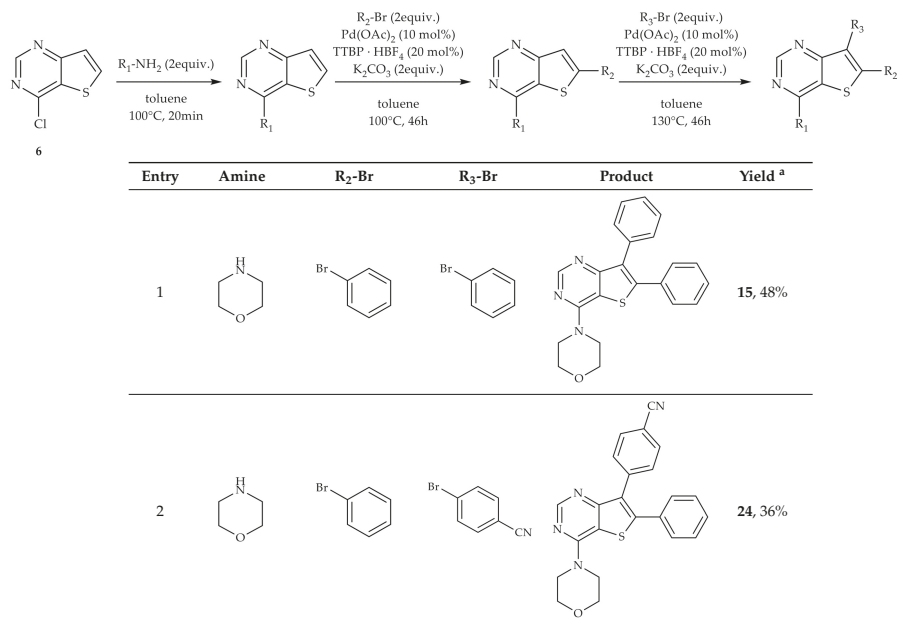 R₂-Br (2equiv.)
Pd(OAc)₂ (10 mol%)
TTBP · HBF₄ (20 mol%)
K₂CO₃ (2equiv.)
R₃-Br (2equiv.)
Pd(OAc)₂ (10 mol%)
TTBP · HBF₄ (20 mol%)
K₂CO₃ (2equiv.)
R₁-NH₂ (2equiv.)
toluene
100°C, 20min
toluene
100°C, 46h
toluene
130°C, 46h
N
N
S
Cl
6
N
N
S
R₁
N
N
S
R₂
R₁
N
N
S
R₃
R₂
R₁
Entry Amine R₂-Br R₃-Br Product Yield ᵃ
1
H
N
O
Br
Br
N
N
S
N
O
15, 48%
2
H
N
O
Br
Br
CN
CN
N
N
S
N
O
24, 36%